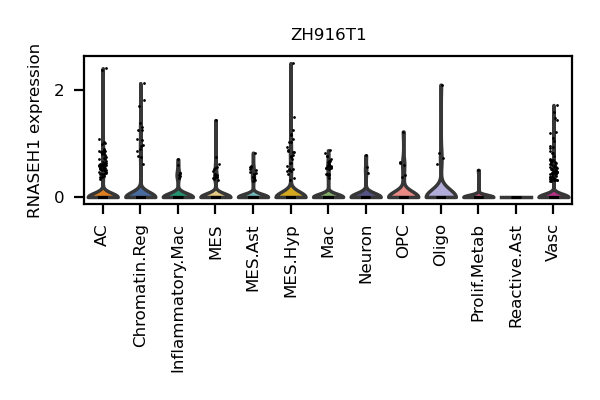 ZH916T1
RNASEH1 expression
2
0
AC
Chromatin.Reg
Inflammatory.Mac
MES
MES.Ast
MES.Hyp
Mac
Neuron
OPC
Oligo
Prolif.Metab
Reactive.Ast
Vasc